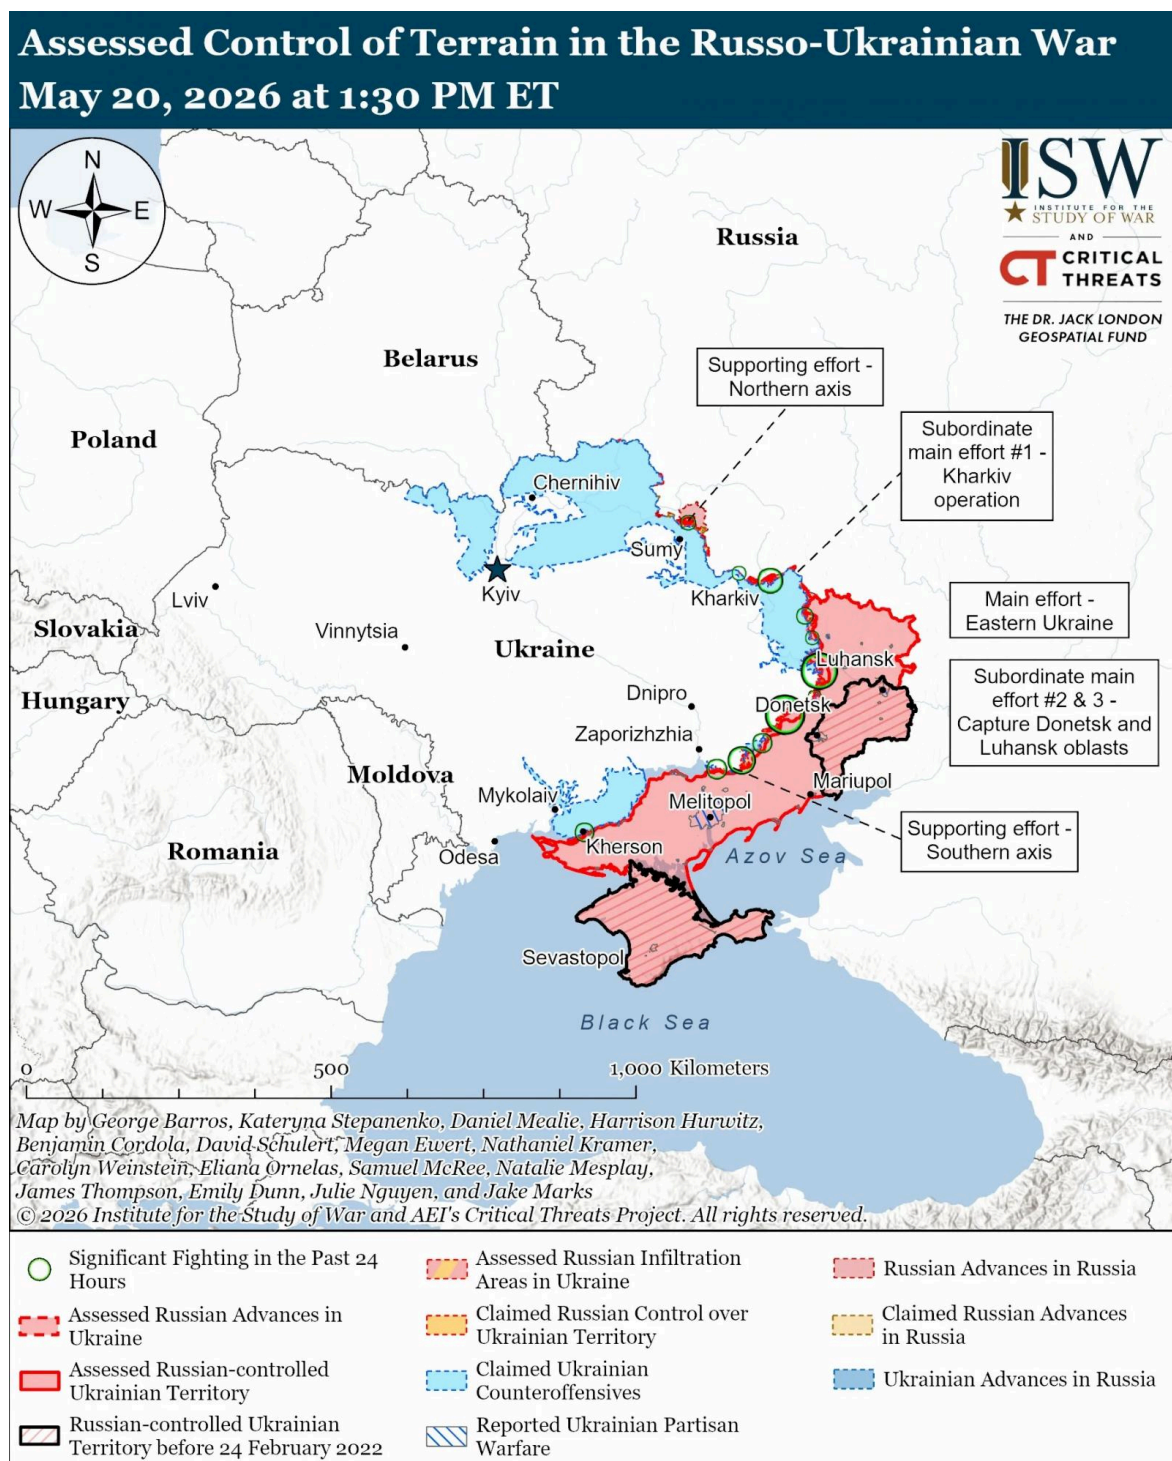 Assessed Control of Terrain in the Russo-Ukrainian War
May 20, 2026 at 1:30 PM ET
N
W
E
S
ISW
INSTITUTE FOR THE
STUDY OF WAR
AND
CT CRITICAL
THREATS
THE DR. JACK LONDON
GEOSPATIAL FUND
Russia
Belarus
Poland
Supporting effort -
Northern axis
Subordinate
main effort #1 -
Kharkiv
operation
Chernihiv
Sumy
Kyiv
Kharkiv
Lviv
Main effort -
Eastern Ukraine
Slovakia
Vinnytsia
Ukraine
Luhansk
Hungary
Dnipro
Donetsk
Subordinate main
effort #2 & 3 -
Capture Donetsk and
Luhansk oblasts
Zaporizhzhia
Moldova
Mariupol
Mykolaiv
Melitopol
Romania
Odesa
Kherson
Azov Sea
Supporting effort -
Southern axis
Sevastopol
Black Sea
0
500
1,000 Kilometers
Map by George Barros, Kateryna Stepanenko, Daniel Mealie, Harrison Hurwitz,
Benjamin Cordola, David Schulert, Megan Ewert, Nathaniel Kramer,
Carolyn Weinstein, Eliana Ornelas, Samuel McRee, Natalie Mesplay,
James Thompson, Emily Dunn, Julie Nguyen, and Jake Marks
© 2026 Institute for the Study of War and AEI's Critical Threats Project. All rights reserved.
Significant Fighting in the Past 24
Hours
Assessed Russian Advances in
Ukraine
Assessed Russian-controlled
Ukrainian Territory
Russian-controlled Ukrainian
Territory before 24 February 2022
Assessed Russian Infiltration
Areas in Ukraine
Claimed Russian Control over
Ukrainian Territory
Claimed Ukrainian
Counteroffensives
Reported Ukrainian Partisan
Warfare
Russian Advances in Russia
Claimed Russian Advances
in Russia
Ukrainian Advances in Russia